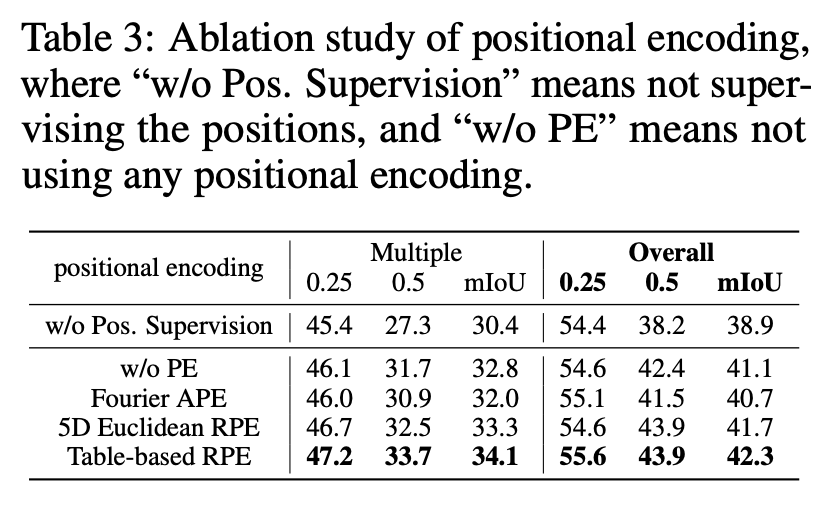 Table 3: Ablation study of positional encoding,
where “w/o Pos. Supervision” means not super-
vising the positions, and “w/o PE” means not
using any positional encoding.
positional encoding Multiple Overall
0.25 0.5 mIoU 0.25 0.5 mIoU
w/o Pos. Supervision 45.4 27.3 30.4 54.4 38.2 38.9
w/o PE 46.1 31.7 32.8 54.6 42.4 41.1
Fourier APE 46.0 30.9 32.0 55.1 41.5 40.7
5D Euclidean RPE 46.7 32.5 33.3 54.6 43.9 41.7
Table-based RPE 47.2 33.7 34.1 55.6 43.9 42.3